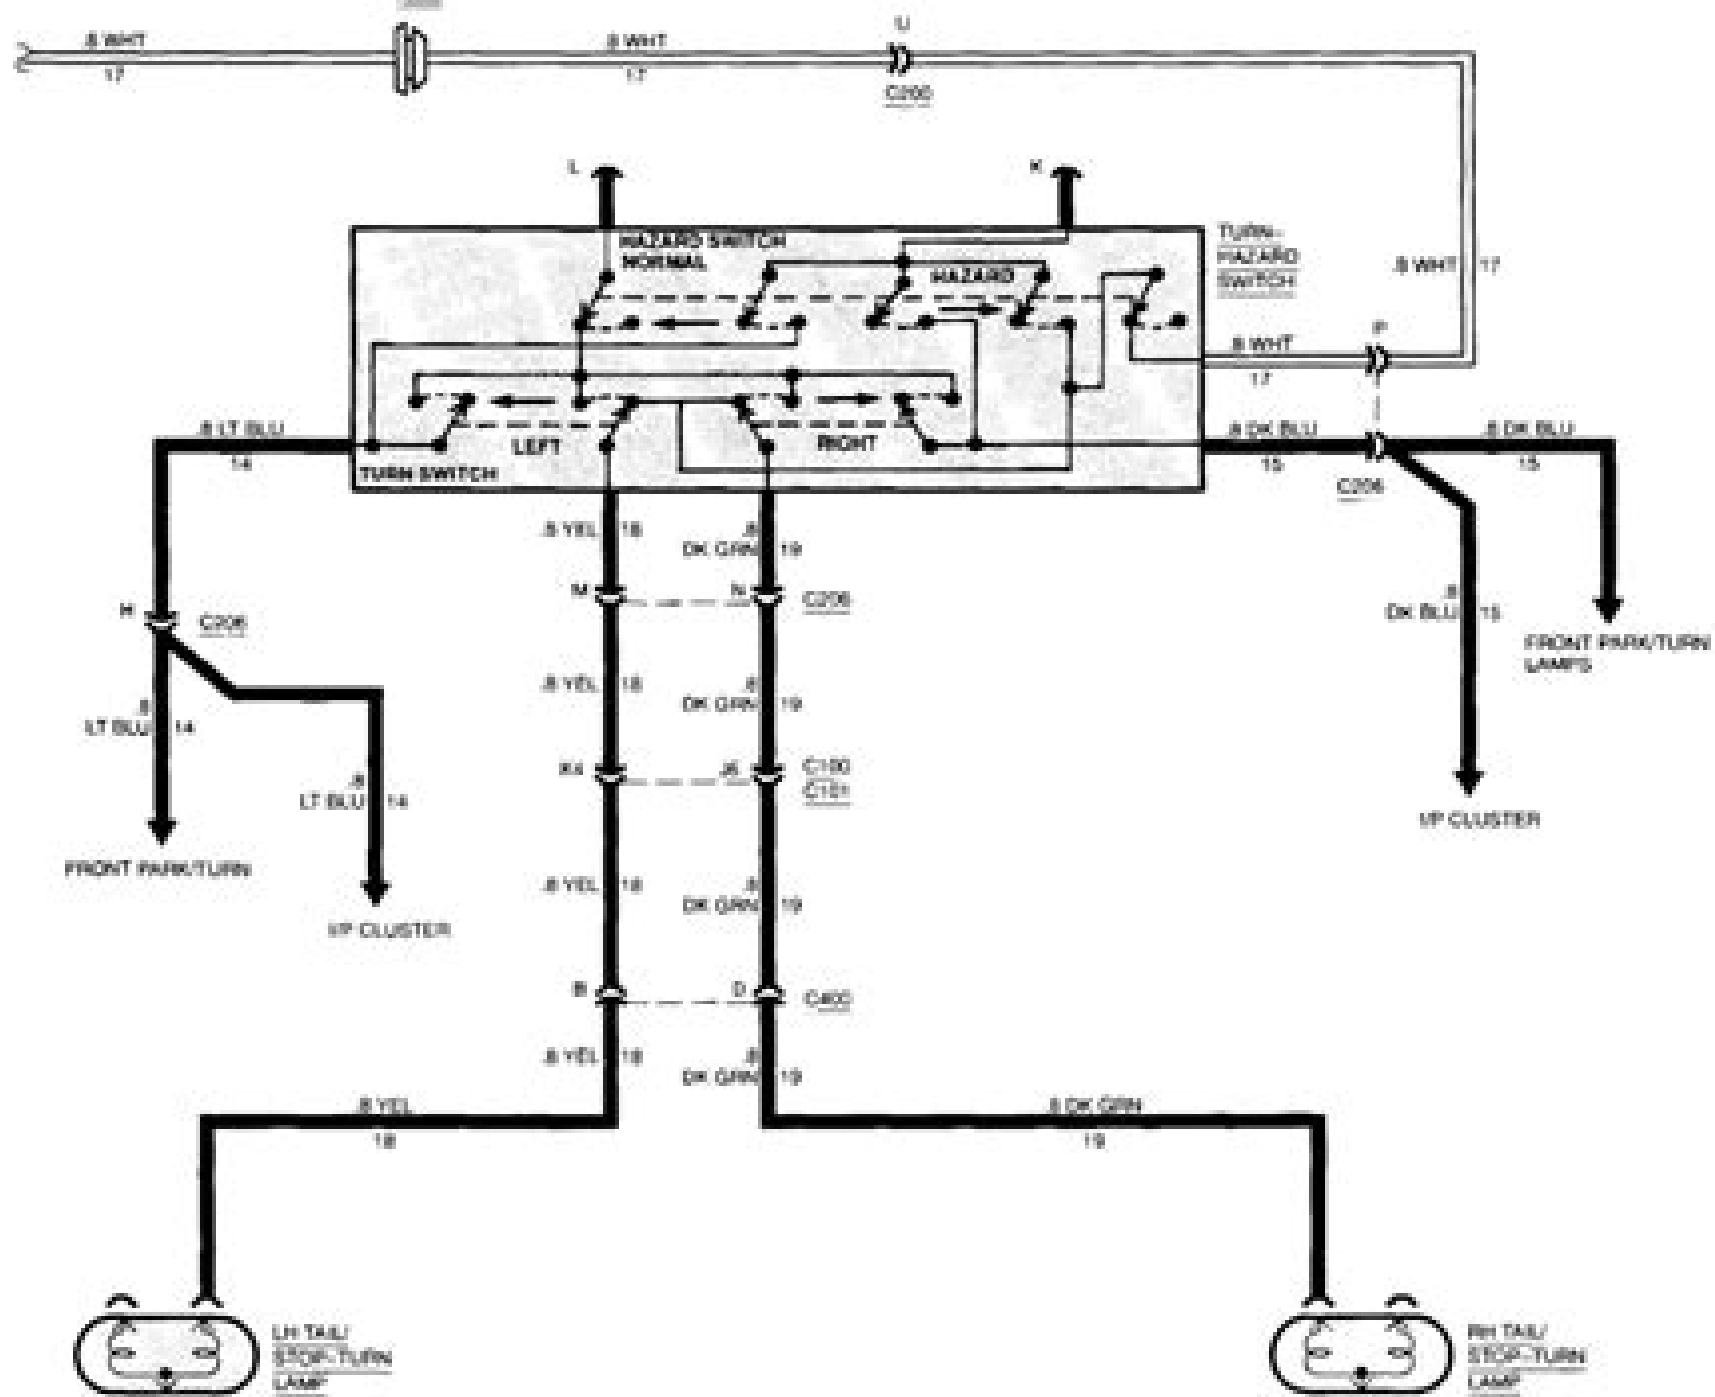 .8 WHT
17
.8 WHT
17
U
C200
L
K
HAZARD SWITCH
NORMAL
HAZARD
TURN-
HAZARD
SWITCH
.8 WHT
17
P
.8 WHT
17
.8 LT BLU
14
LEFT
RIGHT
TURN SWITCH
.8 DK BLU
15
.8 DK BLU
15
C206
.8 YEL
18
.8
DK GRN
19
M
N
C206
H
C206
.8
DK BLU
15
FRONT PARK/TURN
LAMPS
.8 YEL
18
.8
DK GRN
19
.8
LT BLU
14
C100
C101
.8
LT BLU
14
I/P CLUSTER
FRONT PARK/TURN
.8 YEL
18
.8
DK GRN
19
I/P CLUSTER
B
D
C400
.8 YEL
18
.8
DK GRN
19
.8 YEL
18
.8 DK GRN
19
LH TAIL/
STOP-TURN
LAMP
RH TAIL/
STOP-TURN
LAMP